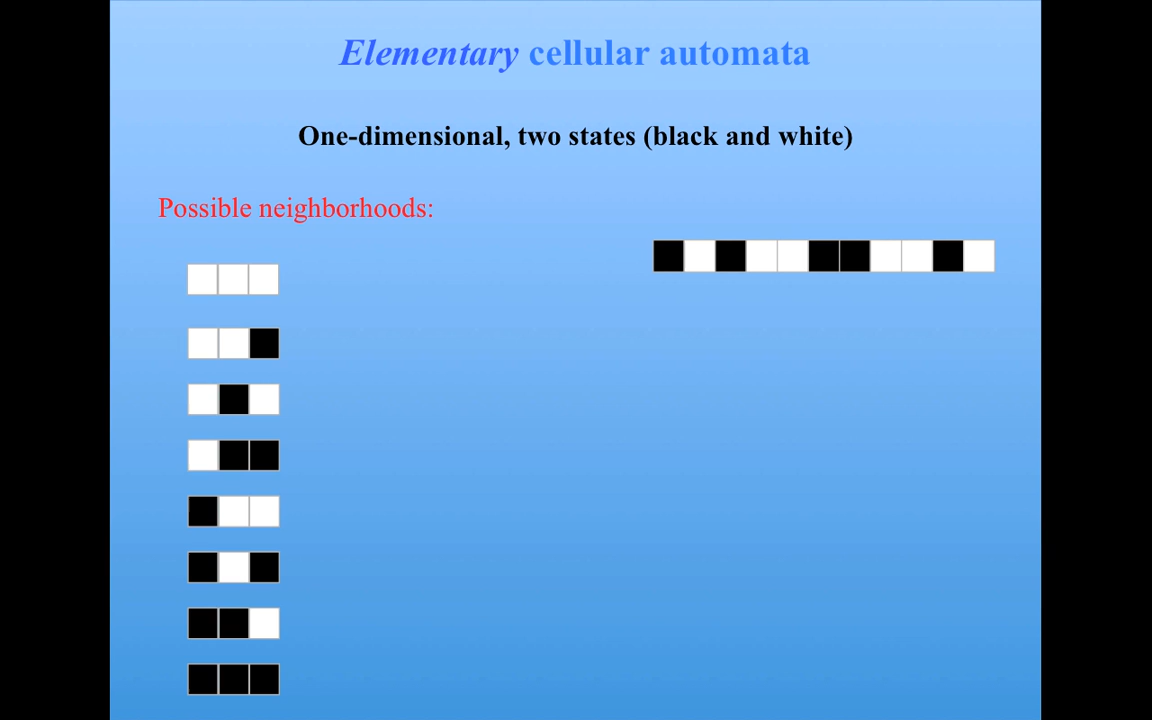 Elementary cellular automata
One-dimensional, two states (black and white)
Possible neighborhoods: